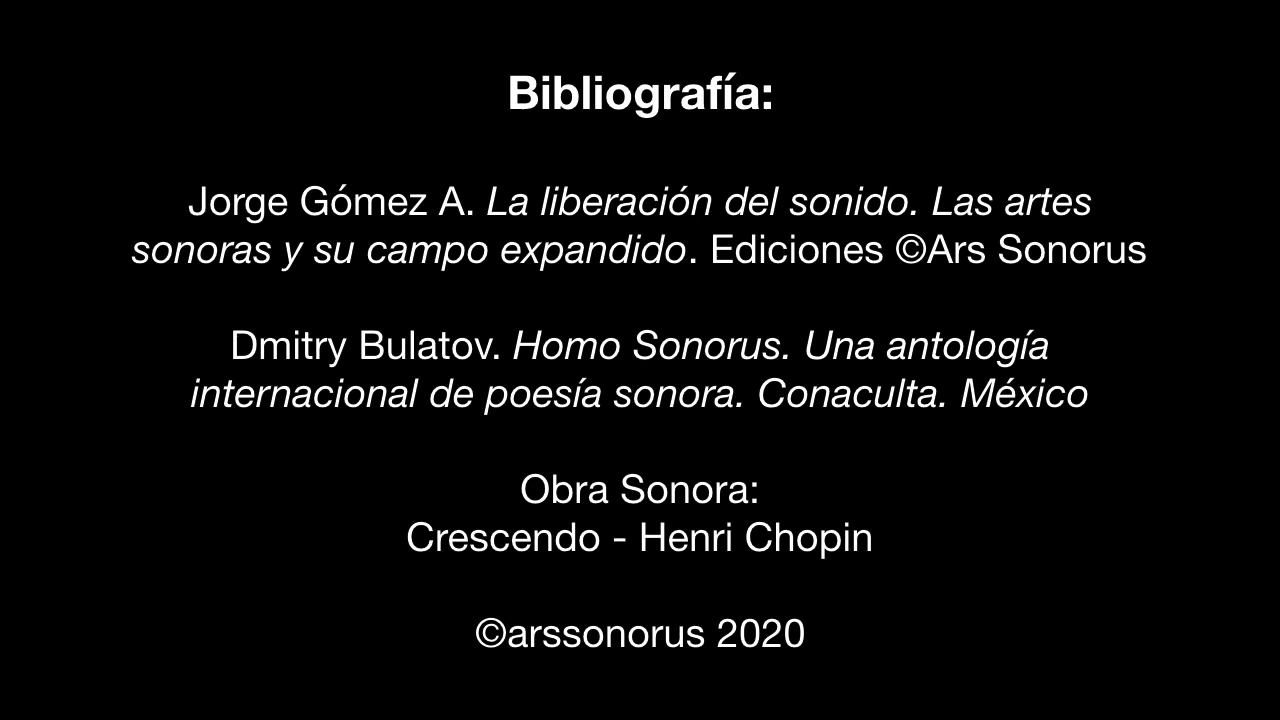 Bibliografía:
Jorge Gómez A. La liberación del sonido. Las artes
sonoras y su campo expandido. Ediciones ©Ars Sonorus
Dmitry Bulatov. Homo Sonorus. Una antología
internacional de poesía sonora. Conaculta. México
Obra Sonora:
Crescendo - Henri Chopin
©arssonorus 2020